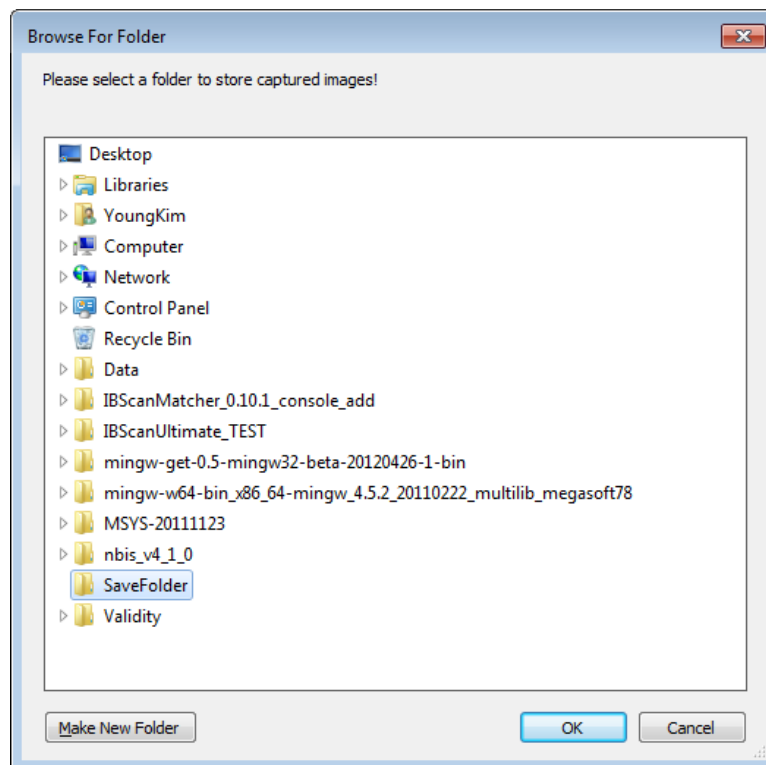 Browse For Folder
Please select a folder to store captured images!
Desktop
Libraries
YoungKim
Computer
Network
Control Panel
Recycle Bin
Data
IBScanMatcher_0.10.1_console_add
IBScanUltimate_TEST
mingw-get-0.5-mingw32-beta-20120426-1-bin
mingw-w64-bin_x86_64-mingw_4.5.2_20110222_multilib_megasoft78
MSYS-20111123
nbis_v4_1_0
SaveFolder
Validity
Make New Folder OK Cancel